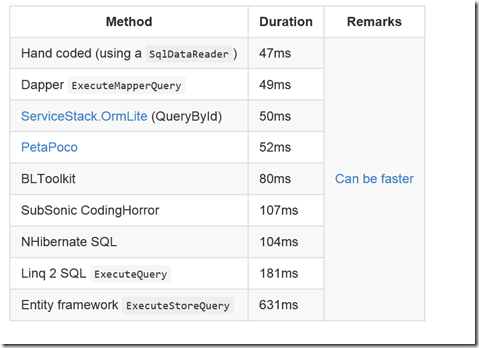 Method Duration Remarks
Hand coded (using a SqlDataReader ) 47ms
Dapper ExecuteMapperQuery 49ms
ServiceStack.OrmLite (QueryById) 50ms
PetaPoco 52ms
BLToolkit 80ms Can be faster
SubSonic CodingHorror 107ms
NHibernate SQL 104ms
Linq 2 SQL ExecuteQuery 181ms
Entity framework ExecuteStoreQuery 631ms